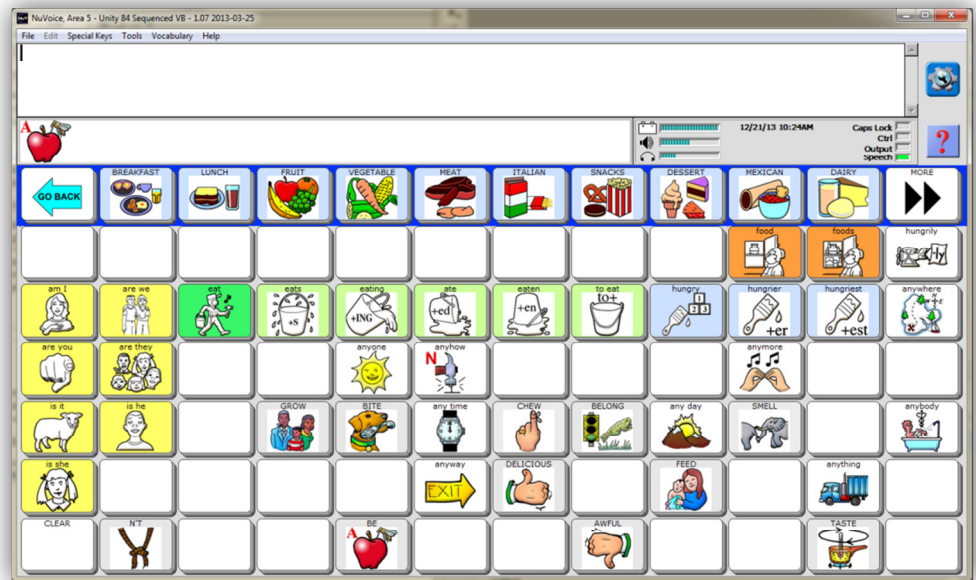 NuVoice, Area 5 - Unity 84 Sequenced VB - 1.07 2013-03-25
File Edit Special Keys Tools Vocabulary Help
A
12/21/13 10:24AM Caps Lock
Ctrl
Output
Speech
?
GO BACK BREAKFAST LUNCH FRUIT VEGETABLE MEAT ITALIAN SNACKS DESSERT MEXICAN DAIRY MORE
food foods hungrily
-ly
am I are we eat eats eating ate eaten to eat hungry hungrier hungriest anywhere
+s +ING +ed +en to+ 1 2 3 +er +est
are you are they anyone anyhow anymore
N
is it is he GROW BITE any time CHEW BELONG any day SMELL anybody
is she anyway DELICIOUS FEED anything
EXIT
CLEAR N'T BE AWFUL TASTE
A